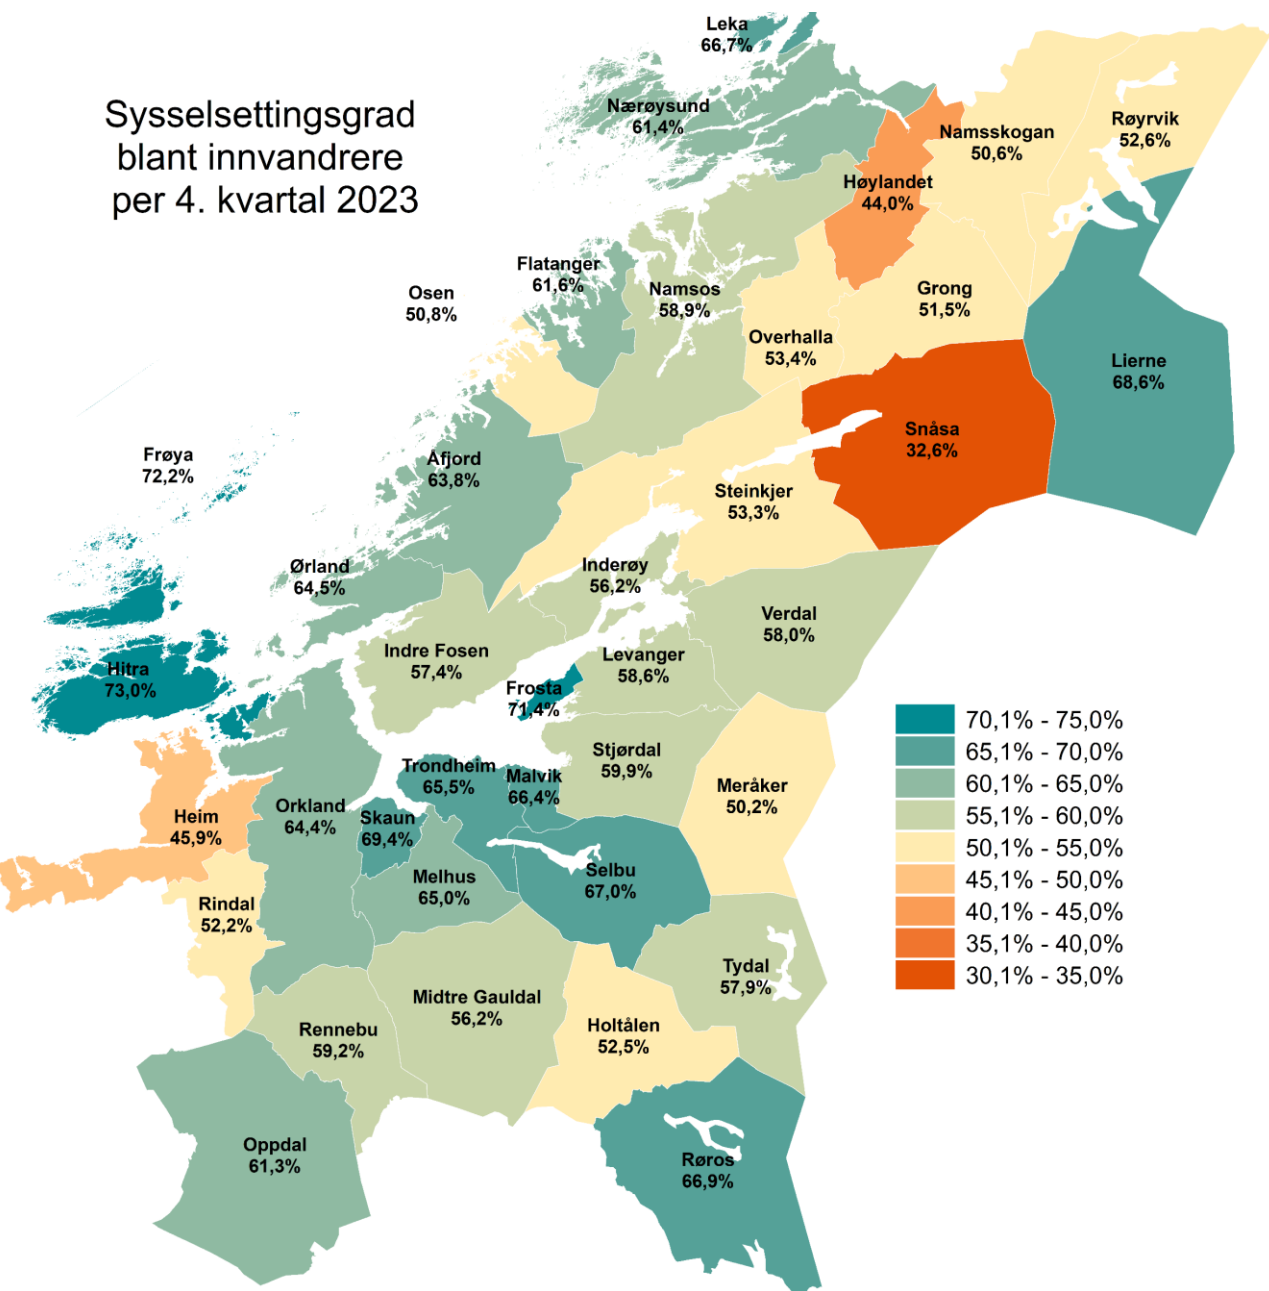 Sysselsettingsgrad
blant innvandrere
per 4. kvartal 2023
Leka
66,7%
Nærøysund
61,4%
Røyrvik
52,6%
Namsskogan
50,6%
Høylandet
44,0%
Flatanger
61,6%
Osen
50,8%
Namsos
58,9%
Grong
51,5%
Overhalla
53,4%
Lierne
68,6%
Snåsa
32,6%
Frøya
72,2%
Åfjord
63,8%
Steinkjer
53,3%
Ørland
64,5%
Inderøy
56,2%
Verdal
58,0%
Indre Fosen
57,4%
Levanger
58,6%
Hitra
73,0%
Frosta
71,4%
Stjørdal
59,9%
Trondheim
65,5%
Malvik
66,4%
Meråker
50,2%
Orkland
64,4%
Heim
45,9%
Skaun
69,4%
Melhus
65,0%
Selbu
67,0%
Rindal
52,2%
Tydal
57,9%
Midtre Gauldal
56,2%
Rennebu
59,2%
Holtålen
52,5%
Oppdal
61,3%
Røros
66,9%
70,1% - 75,0%
65,1% - 70,0%
60,1% - 65,0%
55,1% - 60,0%
50,1% - 55,0%
45,1% - 50,0%
40,1% - 45,0%
35,1% - 40,0%
30,1% - 35,0%